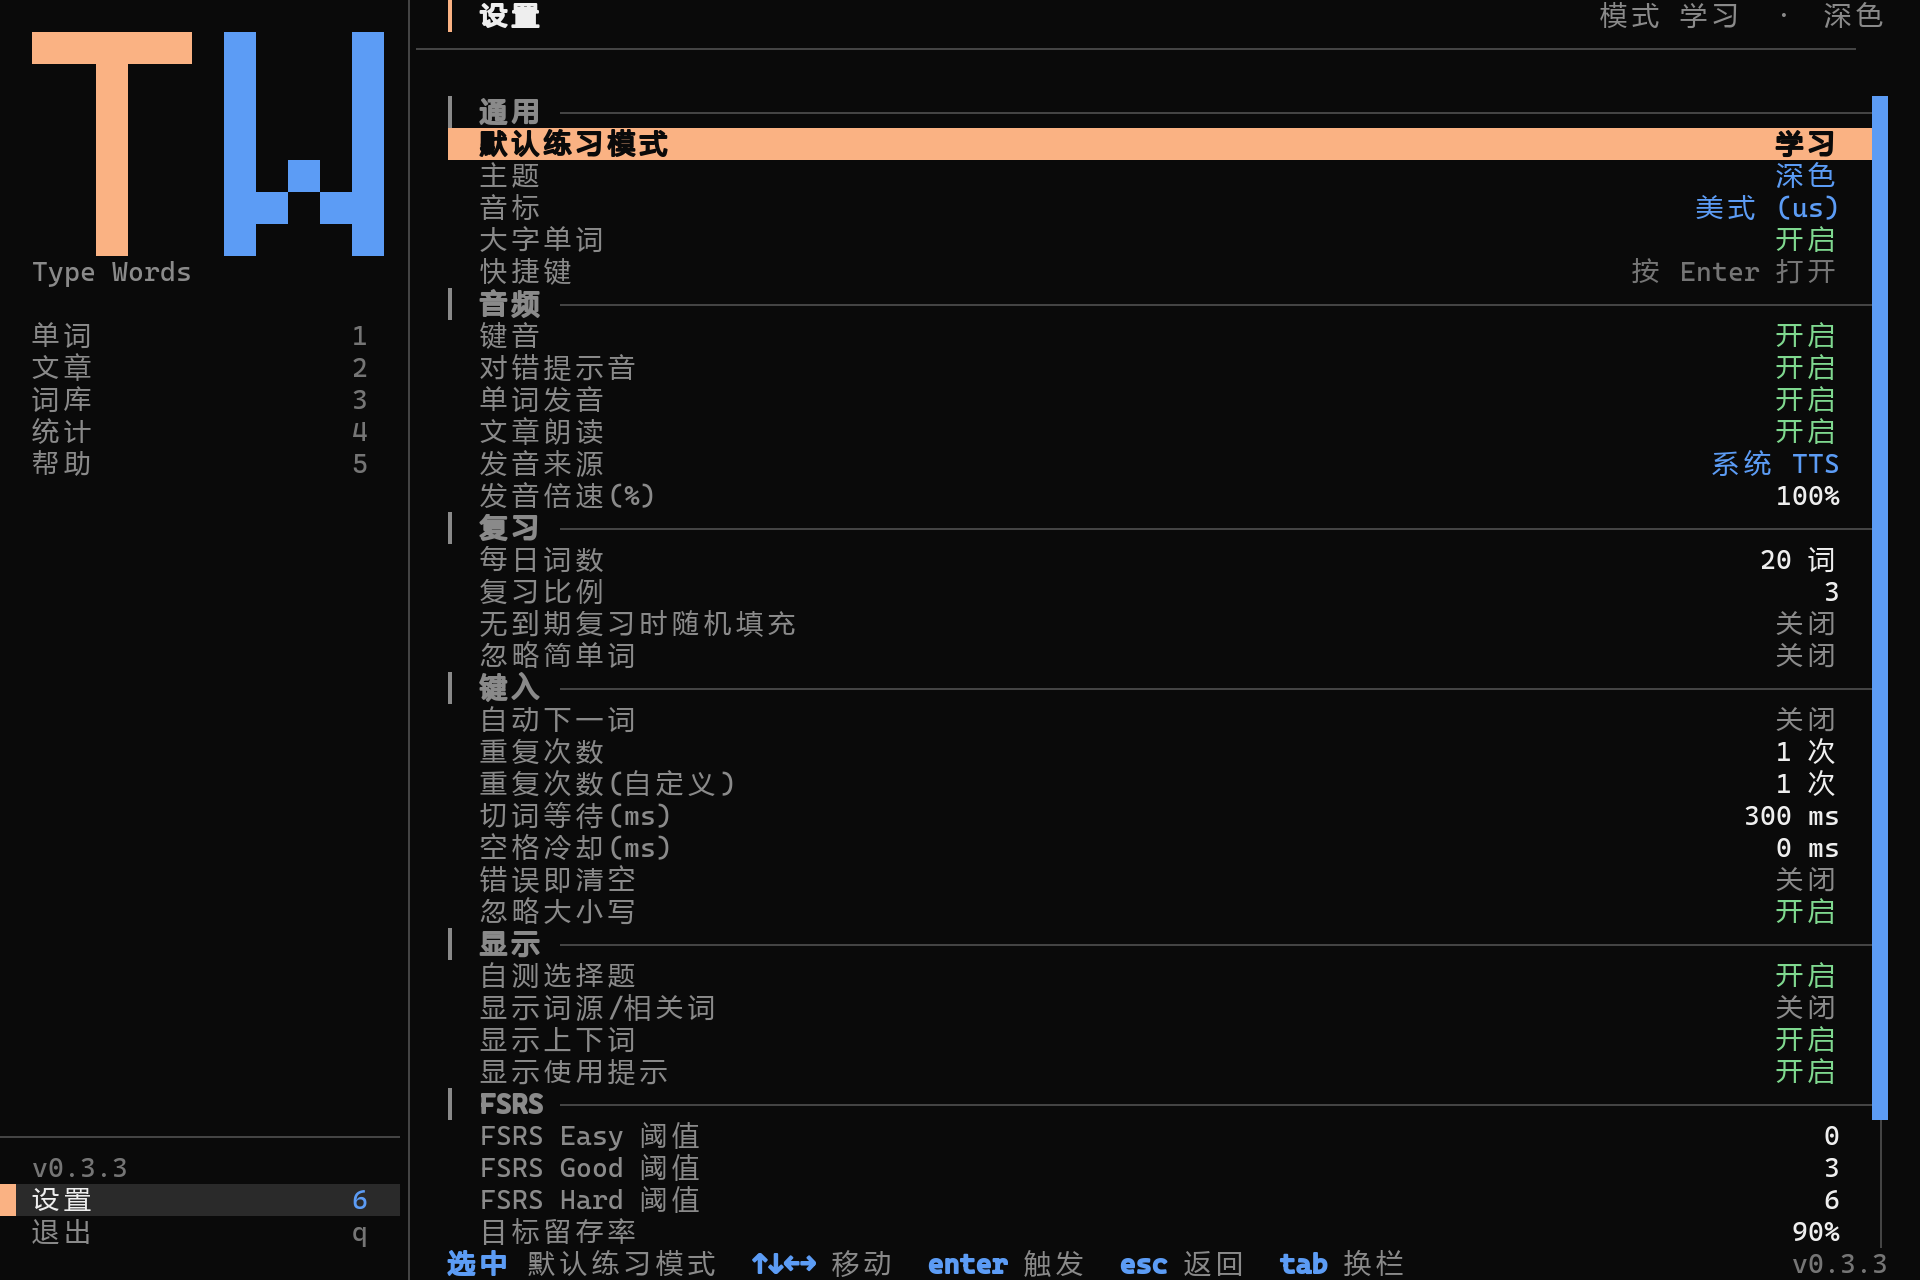 TW
Type Words
单词 1
文章 2
词库 3
统计 4
帮助 5
v0.3.3
设置 6
退出 q
设置 模式 学习 · 深色
通用
默认练习模式 学习
主题 深色
音标 美式 (us)
大字单词 开启
快捷键 按 Enter 打开
音频
键音 开启
对错提示音 开启
单词发音 开启
文章朗读 开启
发音来源 系统 TTS
发音倍速(%) 100%
复习
每日词数 20 词
复习比例 3
无到期复习时随机填充 关闭
忽略简单词 关闭
键入
自动下一词 关闭
重复次数 1 次
重复次数(自定义) 1 次
切词等待(ms) 300 ms
空格冷却(ms) 0 ms
错误即清空 关闭
忽略大小写 开启
显示
自测选择题 开启
显示词源/相关词 关闭
显示上下词 开启
显示使用提示 开启
FSRS
FSRS Easy 阈值 0
FSRS Good 阈值 3
FSRS Hard 阈值 6
目标留存率 90%
选中 默认练习模式 ↑↓←→ 移动 enter 触发 esc 返回 tab 换栏 v0.3.3